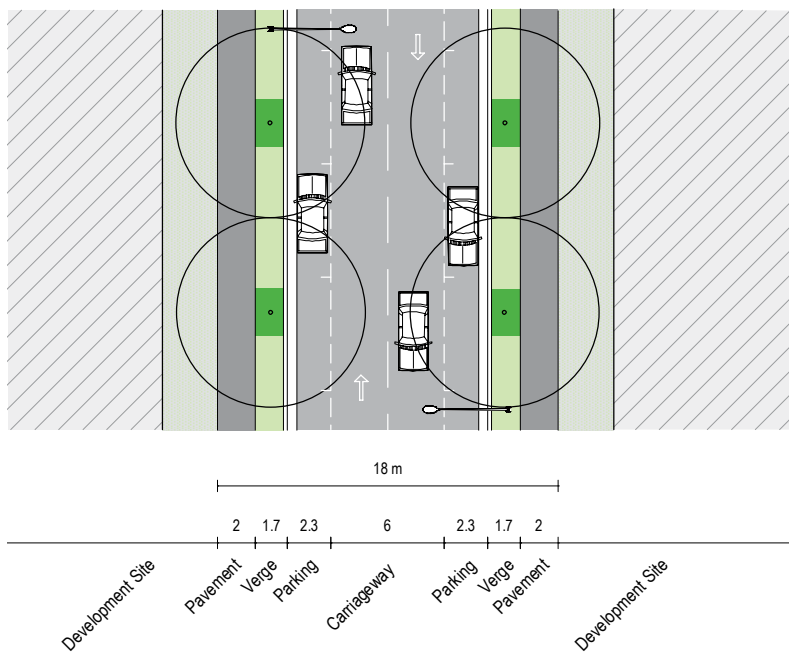 18 m
2 1.7 2.3 6 2.3 1.7 2
Development Site Pavement Verge Parking Carriageway Parking Verge Pavement Development Site